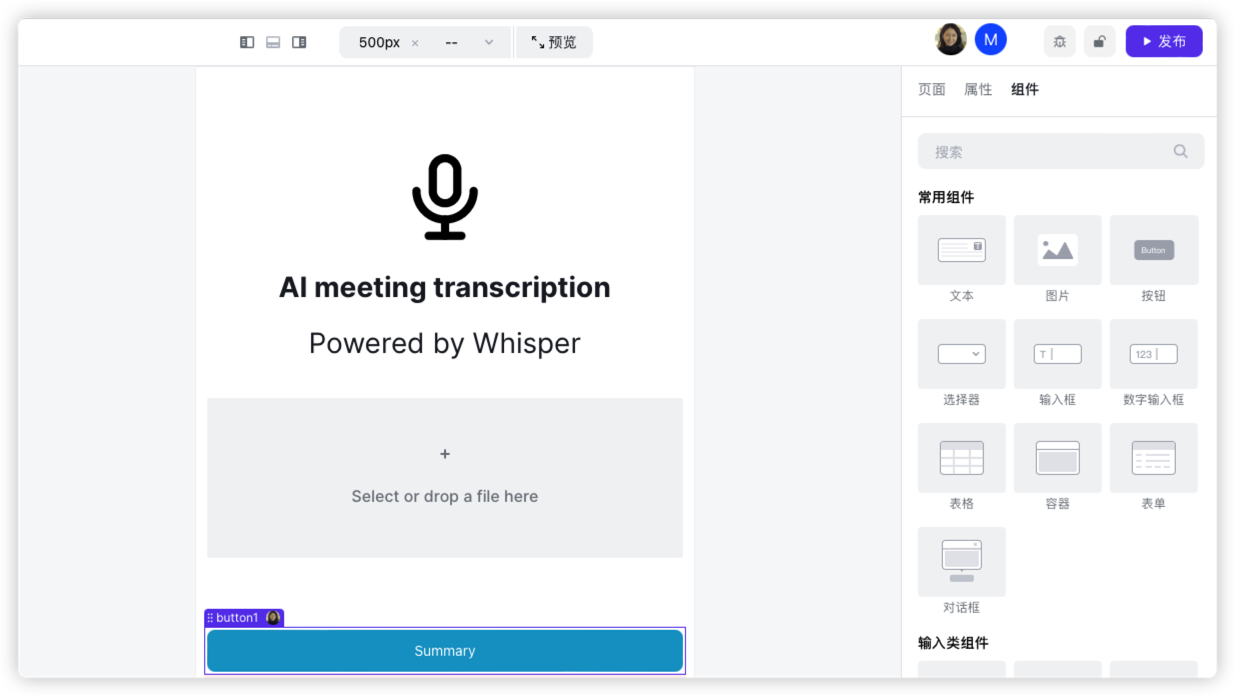 500px × -- 预览
M
发布
页面 属性 组件
搜索
AI meeting transcription
Powered by Whisper
+
Select or drop a file here
button1
Summary
常用组件
T
Button
文本 图片 按钮
T
123
选择器 输入框 数字输入框
表格 容器 表单
对话框
输入类组件